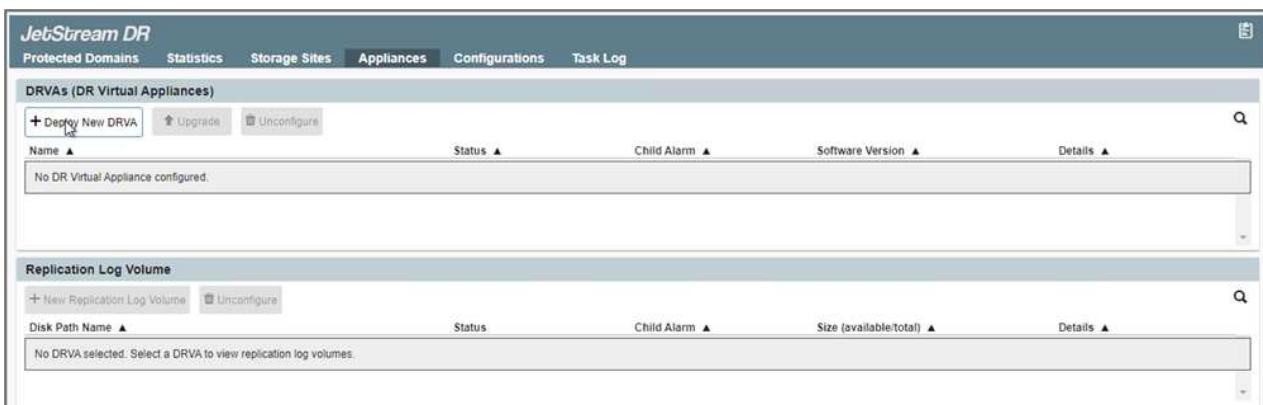 JetStream DR
Protected Domains Statistics Storage Sites Appliances Configurations Task Log
DRVAs (DR Virtual Appliances)
+ Deploy New DRVA Upgrade Unconfigure
Name ▲ Status ▲ Child Alarm ▲ Software Version ▲ Details ▲
No DR Virtual Appliance configured.
Replication Log Volume
+ New Replication Log Volume Unconfigure
Disk Path Name ▲ Status Child Alarm ▲ Size (available/total) ▲ Details ▲
No DRVA selected. Select a DRVA to view replication log volumes.